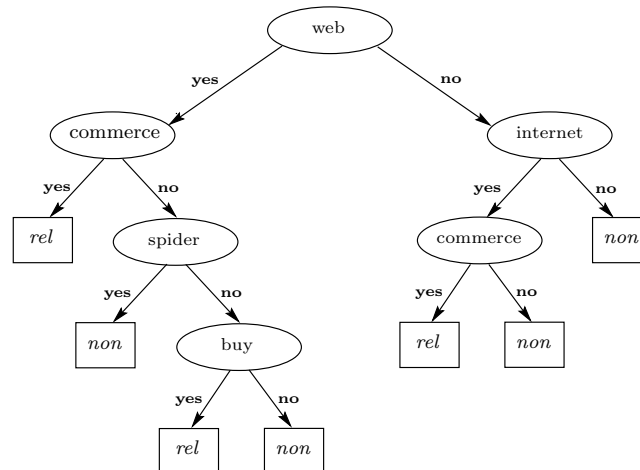 web
yes
no
commerce
internet
yes
no
yes
no
rel
spider
commerce
non
yes
no
yes
no
non
buy
rel
non
yes
no
rel
non